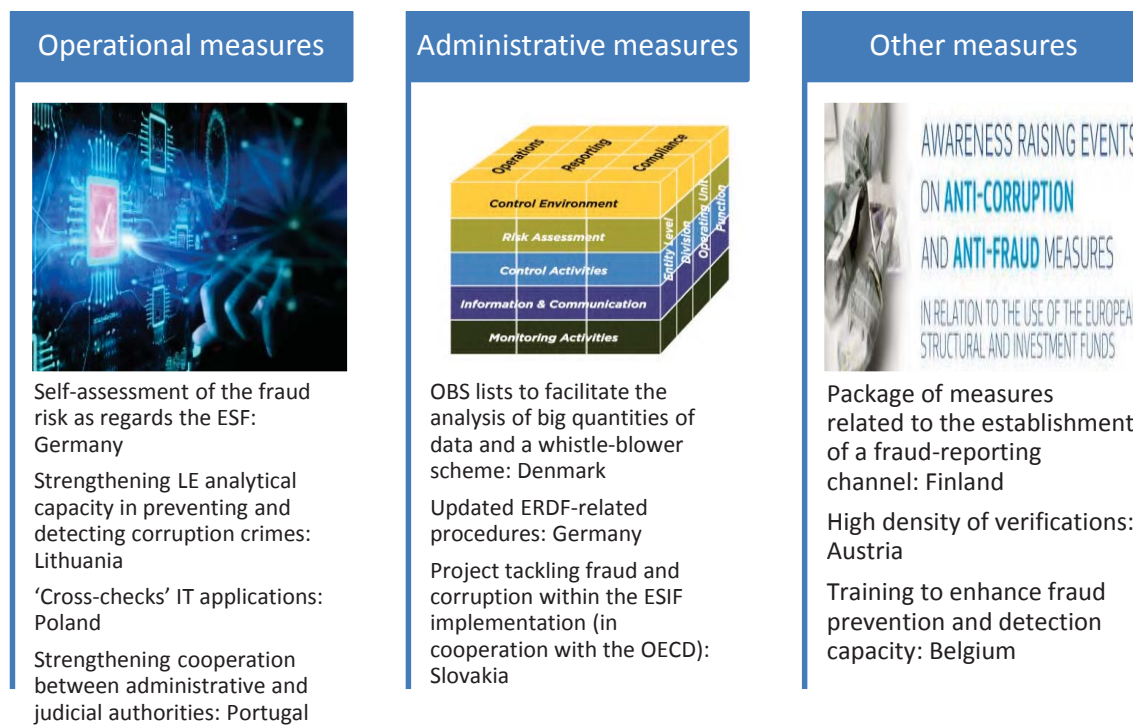 Operational measures
Self-assessment of the fraud
risk as regards the ESF:
Germany
Strengthening LE analytical
capacity in preventing and
detecting corruption crimes:
Lithuania
‘Cross-checks’ IT applications:
Poland
Strengthening cooperation
between administrative and
judicial authorities: Portugal
Administrative measures
Operations
Reporting
Compliance
Control Environment
Risk Assessment
Control Activities
Information & Communication
Monitoring Activities
Entity Level
Division
Operating Unit
Function
OBS lists to facilitate the
analysis of big quantities of
data and a whistle-blower
scheme: Denmark
Updated ERDF-related
procedures: Germany
Project tackling fraud and
corruption within the ESIF
implementation (in
cooperation with the OECD):
Slovakia
Other measures
AWARENESS RAISING EVENTS
ON ANTI-CORRUPTION
AND ANTI-FRAUD MEASURES
IN RELATION TO THE USE OF THE EUROPEA
STRUCTURAL AND INVESTMENT FUNDS
Package of measures
related to the establishment
of a fraud-reporting
channel: Finland
High density of verifications:
Austria
Training to enhance fraud
prevention and detection
capacity: Belgium